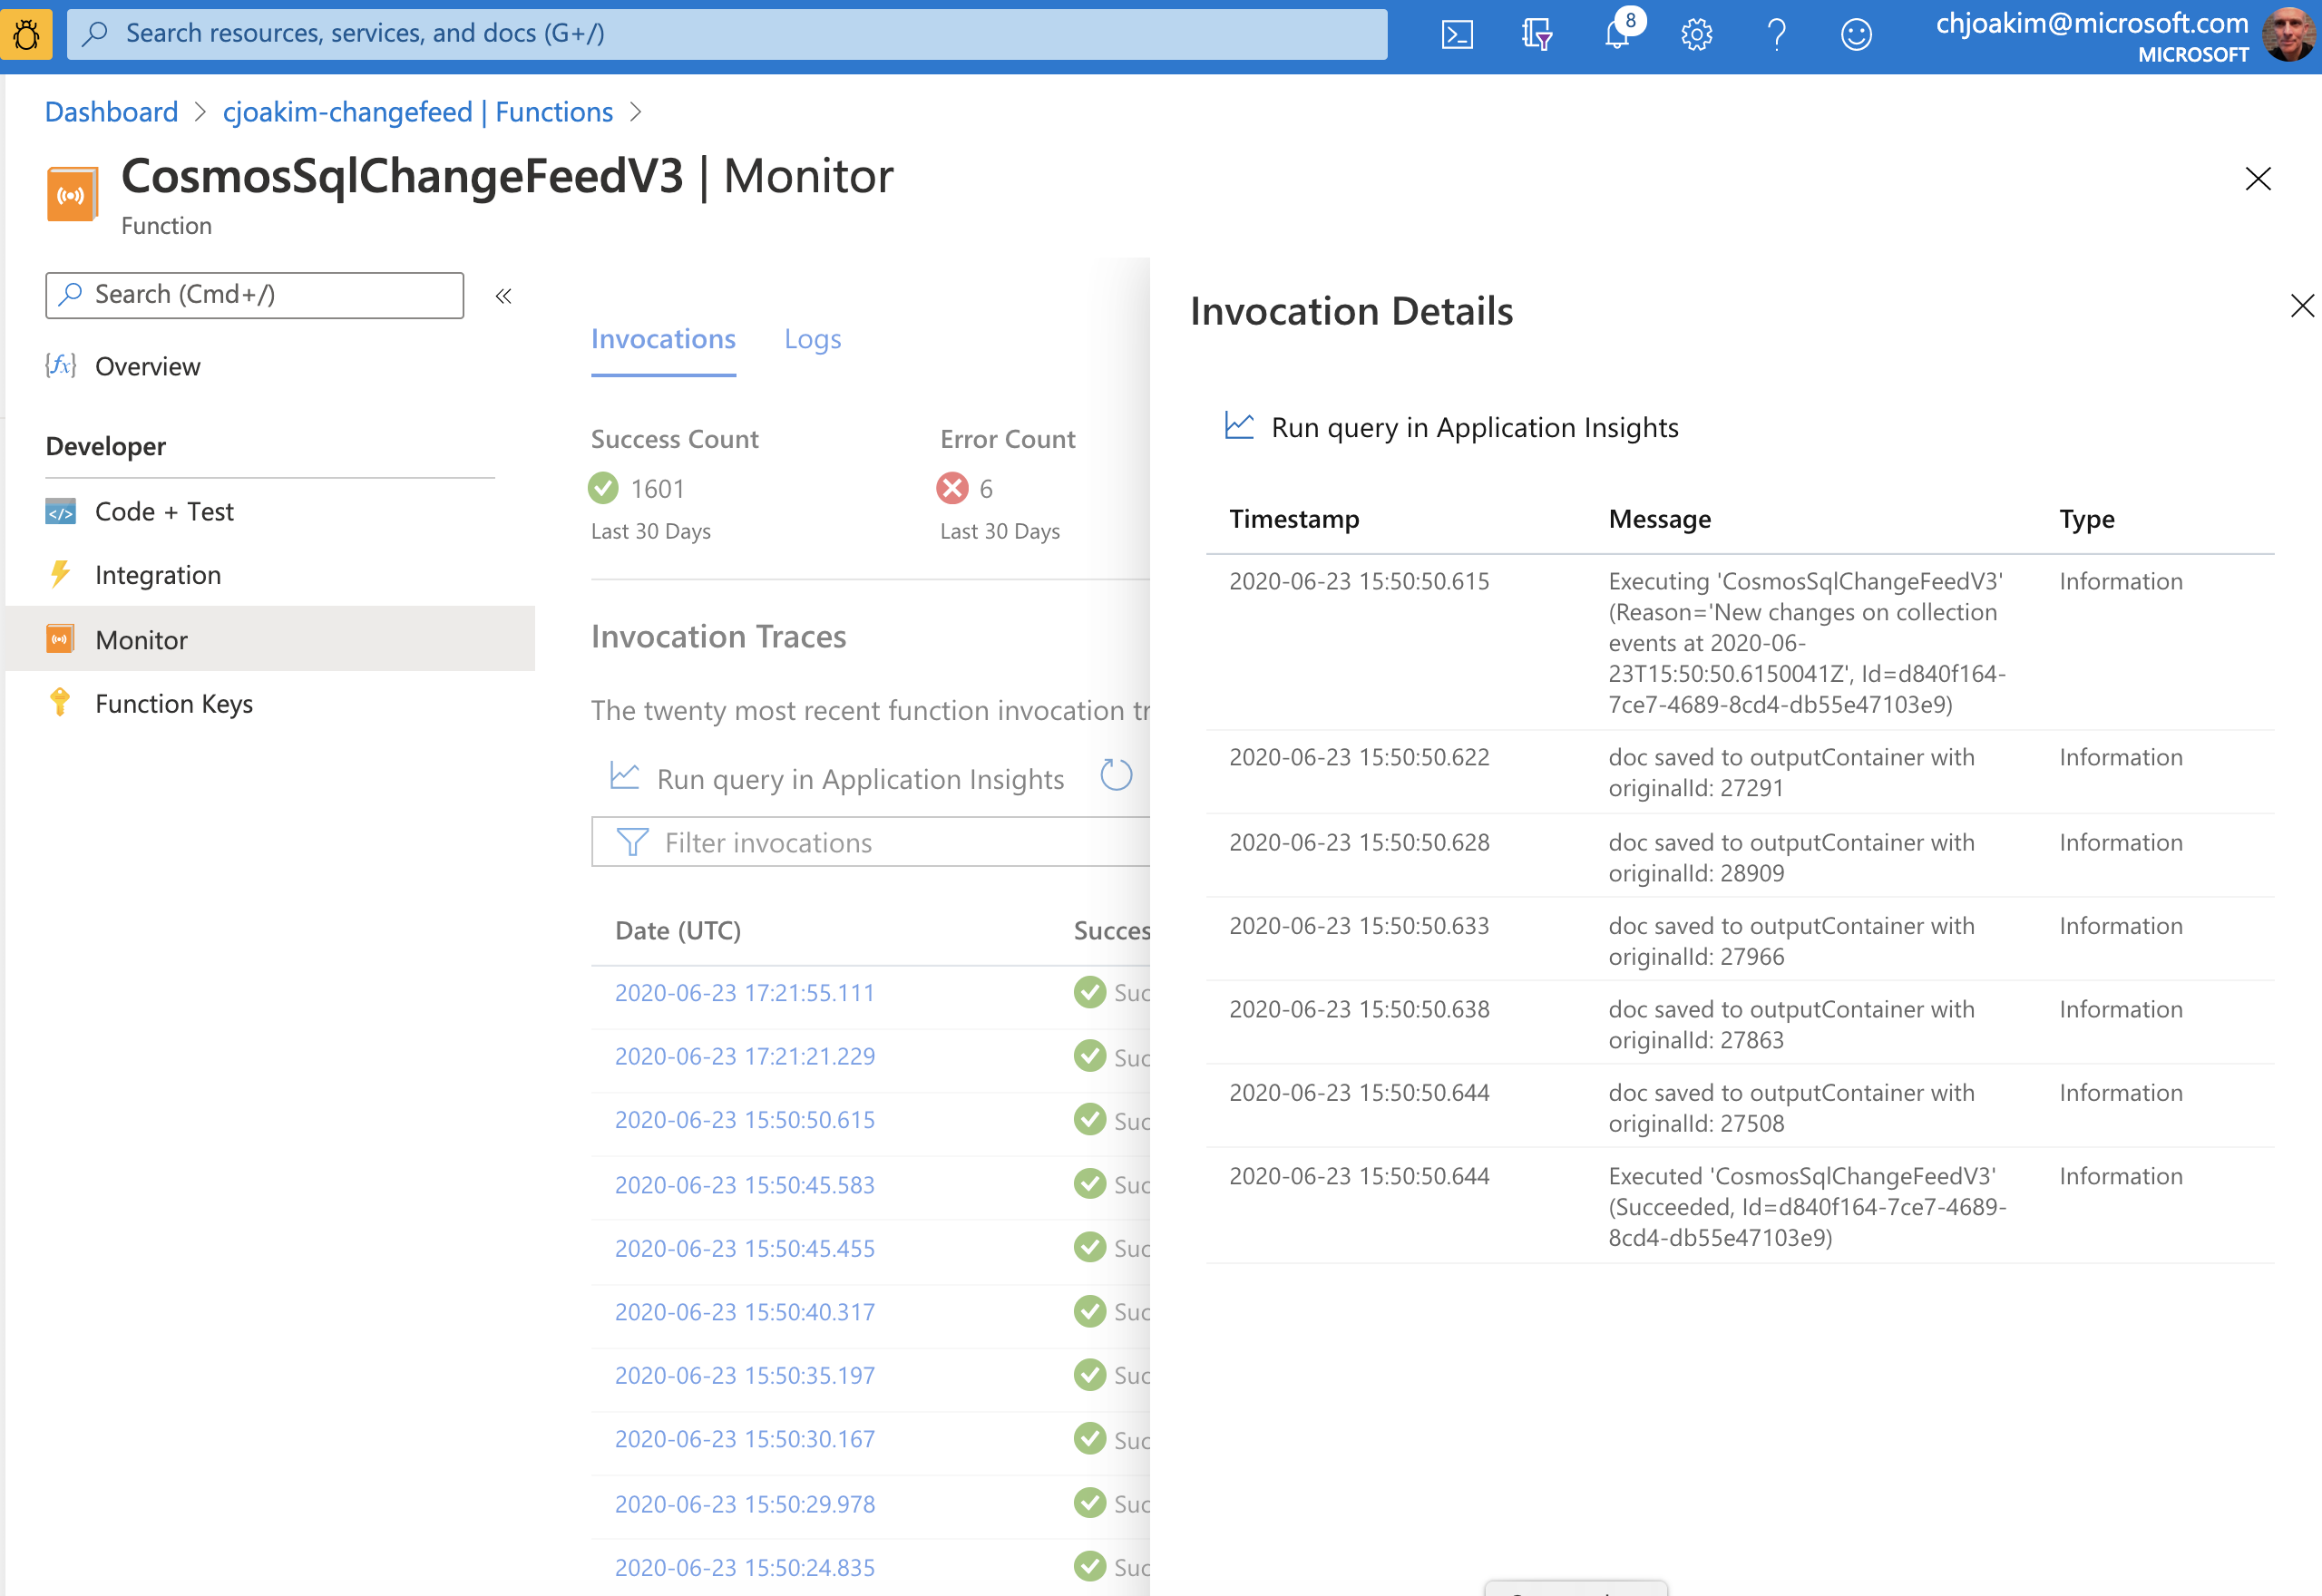 Search resources, services, and docs (G+/)
8
chjoakim@microsoft.com
MICROSOFT
Dashboard > cjoakim-changefeed | Functions >
CosmosSqlChangeFeedV3 | Monitor
Function
Search (Cmd+/)
«
Overview
Developer
Code + Test
Integration
Monitor
Function Keys
Invocations Logs
Success Count Error Count
1601 6
Last 30 Days Last 30 Days
Invocation Traces
The twenty most recent function invocation
Run query in Application Insights
Filter invocations
Date (UTC) Succes
2020-06-23 17:21:55.111 Suc
2020-06-23 17:21:21.229 Suc
2020-06-23 15:50:50.615 Suc
2020-06-23 15:50:45.583 Suc
2020-06-23 15:50:45.455 Suc
2020-06-23 15:50:40.317 Suc
2020-06-23 15:50:35.197 Suc
2020-06-23 15:50:30.167 Suc
2020-06-23 15:50:29.978 Suc
2020-06-23 15:50:24.835 Suc
Invocation Details
Run query in Application Insights
Timestamp Message Type
2020-06-23 15:50:50.615 Executing 'CosmosSqlChangeFeedV3' Information
(Reason='New changes on collection
events at 2020-06-
23T15:50:50.6150041Z', Id=d840f164-
7ce7-4689-8cd4-db55e47103e9)
2020-06-23 15:50:50.622 doc saved to outputContainer with Information
originalId: 27291
2020-06-23 15:50:50.628 doc saved to outputContainer with Information
originalId: 28909
2020-06-23 15:50:50.633 doc saved to outputContainer with Information
originalId: 27966
2020-06-23 15:50:50.638 doc saved to outputContainer with Information
originalId: 27863
2020-06-23 15:50:50.644 doc saved to outputContainer with Information
originalId: 27508
2020-06-23 15:50:50.644 Executed 'CosmosSqlChangeFeedV3' Information
(Succeeded, Id=d840f164-7ce7-4689-
8cd4-db55e47103e9)